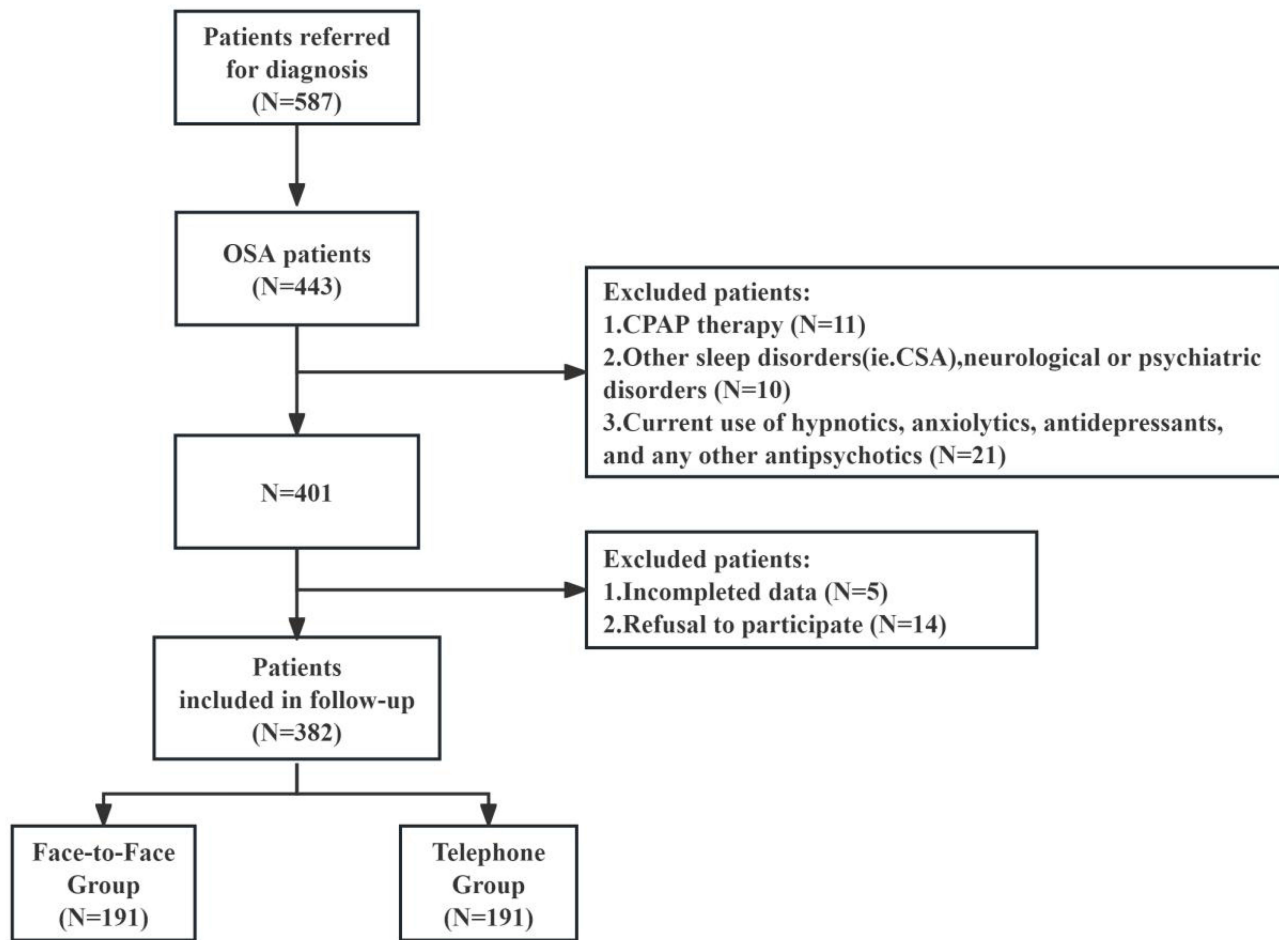 Patients referred
for diagnosis
(N=587)
OSA patients
(N=443)
Excluded patients:
1.CPAP therapy (N=11)
2.Other sleep disorders(ie.CSA),neurological or psychiatric
disorders (N=10)
3.Current use of hypnotics, anxiolytics, antidepressants,
and any other antipsychotics (N=21)
N=401
Excluded patients:
1.Incompleted data (N=5)
2.Refusal to participate (N=14)
Patients
included in follow-up
(N=382)
Face-to-Face
Group
(N=191)
Telephone
Group
(N=191)